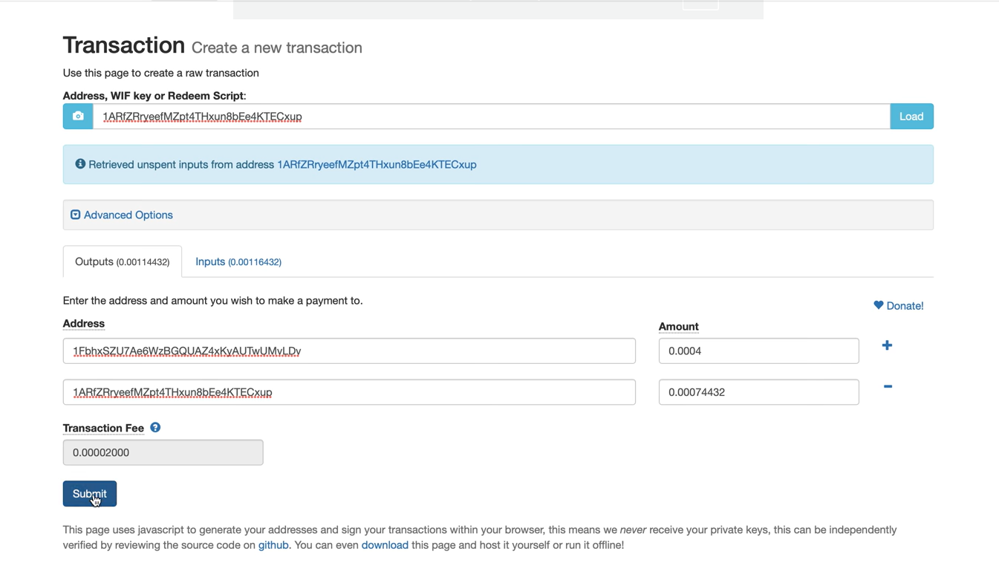 Transaction Create a new transaction
Use this page to create a raw transaction
Address, WIF key or Redeem Script:
1ARfZRryeefMZpt4THxun8bEe4KTECxup
Load
Retrieved unspent inputs from address 1ARfZRryeefMZpt4THxun8bEe4KTECxup
Advanced Options
Outputs (0.00114432)
Inputs (0.00116432)
Enter the address and amount you wish to make a payment to.
Donate!
Address
Amount
1FbhxSZU7Ae6WzBGQUAZ4xKyAUTwUMvLDv
0.0004
1ARfZRryeefMZpt4THxun8bEe4KTECxup
0.00074432
Transaction Fee
0.00002000
Submit
This page uses javascript to generate your addresses and sign your transactions within your browser, this means we never receive your private keys, this can be independently
verified by reviewing the source code on github. You can even download this page and host it yourself or run it offline!